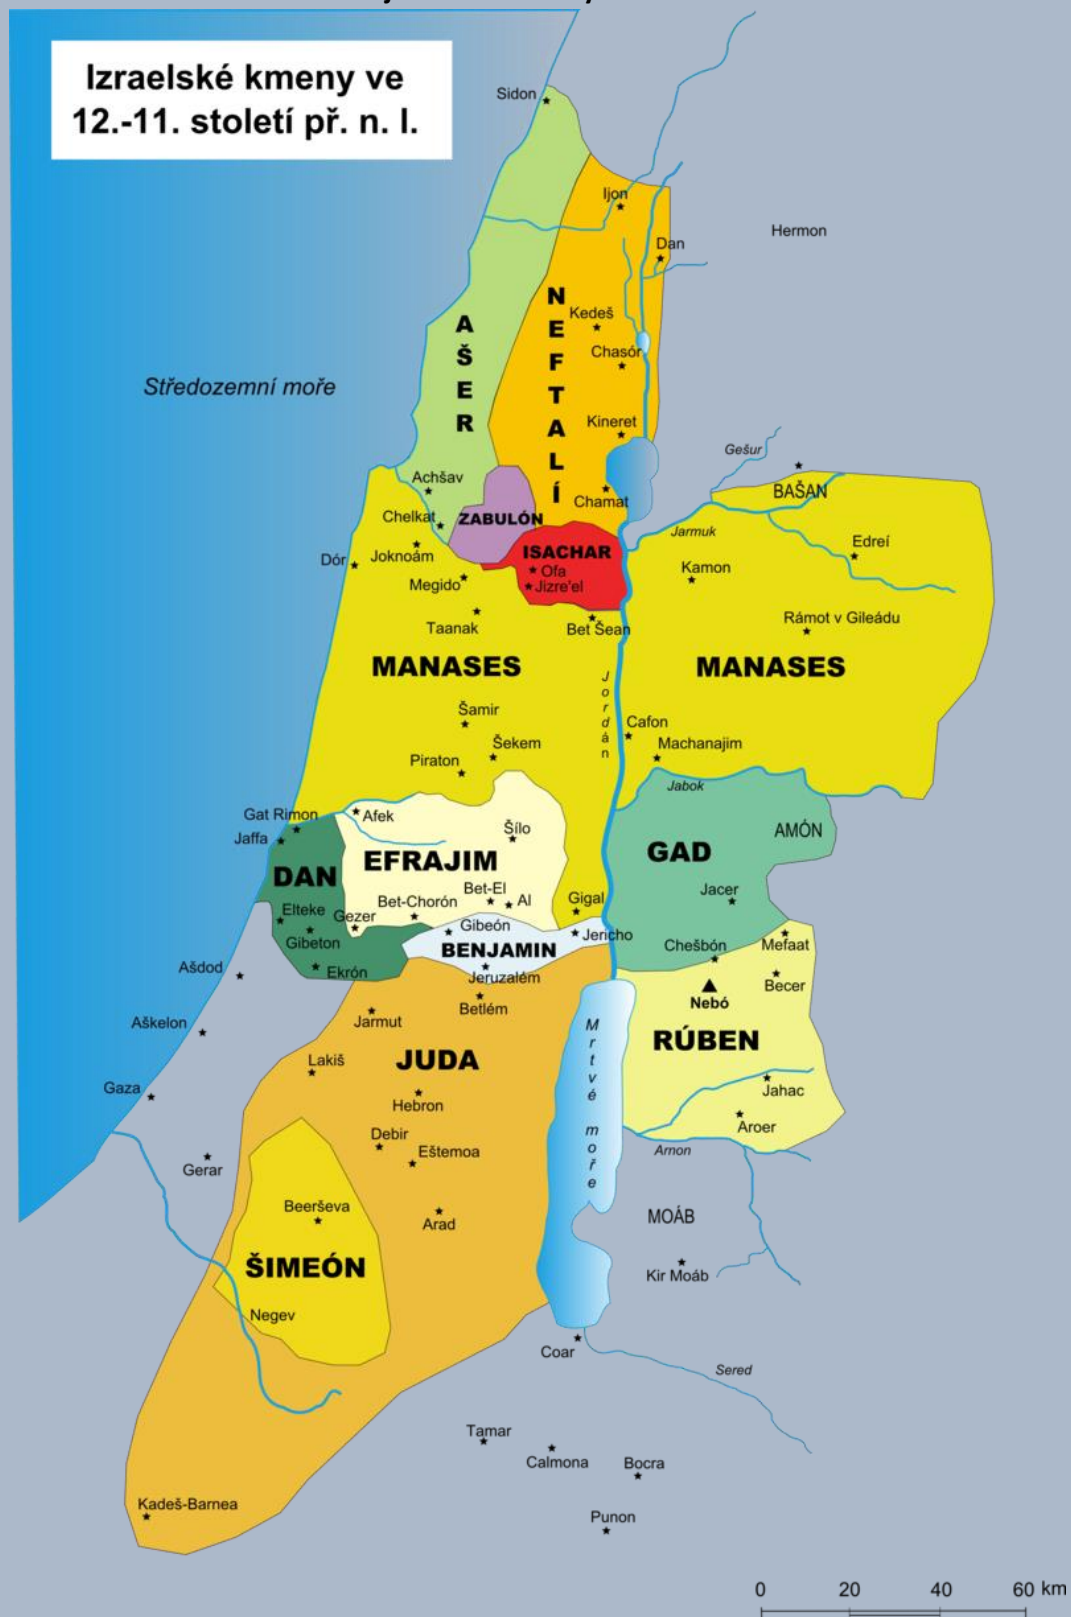 Izraelské kmeny ve
12.-11. století př. n. l.
Sidon
Ijon
Hermon
Dan
NEFTALÍ
Kedeš
AŠER
Chasór
Středozemní moře
Kineret
Gešur
Achšav
Chamat
BAŠAN
Chelkat
ZABULÓN
Jarmuk
Edreí
Joknoám
ISACHAR
Dór
Ofa
Kamon
Megido
Jizre'el
Rámot v Gileádu
Taanak
Bet Šean
MANASES
MANASES
Jordán
Šamir
Cafon
Šekem
Machanajim
Piraton
Jabok
Gat Rimon
Afek
Jaffa
Šílo
AMÓN
EFRAJIM
GAD
DAN
Bet-El
Jacer
Bet-Chorón
Al
Gigal
Elteke
Gezer
Gibeón
Jericho
Gibeton
BENJAMIN
Chešbón
Mefaat
Ašdod
Ekrón
Jeruzalém
Becer
Betlém
Nebó
Aškelon
Jarmut
Mrtvé moře
RÚBEN
Lakiš
JUDA
Gaza
Jahac
Hebron
Aroer
Debir
Eštemoa
Arnon
Gerar
Beerševa
Arad
MOÁB
ŠIMEÓN
Kir Moáb
Negev
Coar
Sered
Tamar
Calmona
Bocra
Kadeš-Barnea
Punon
0 20 40 60 km